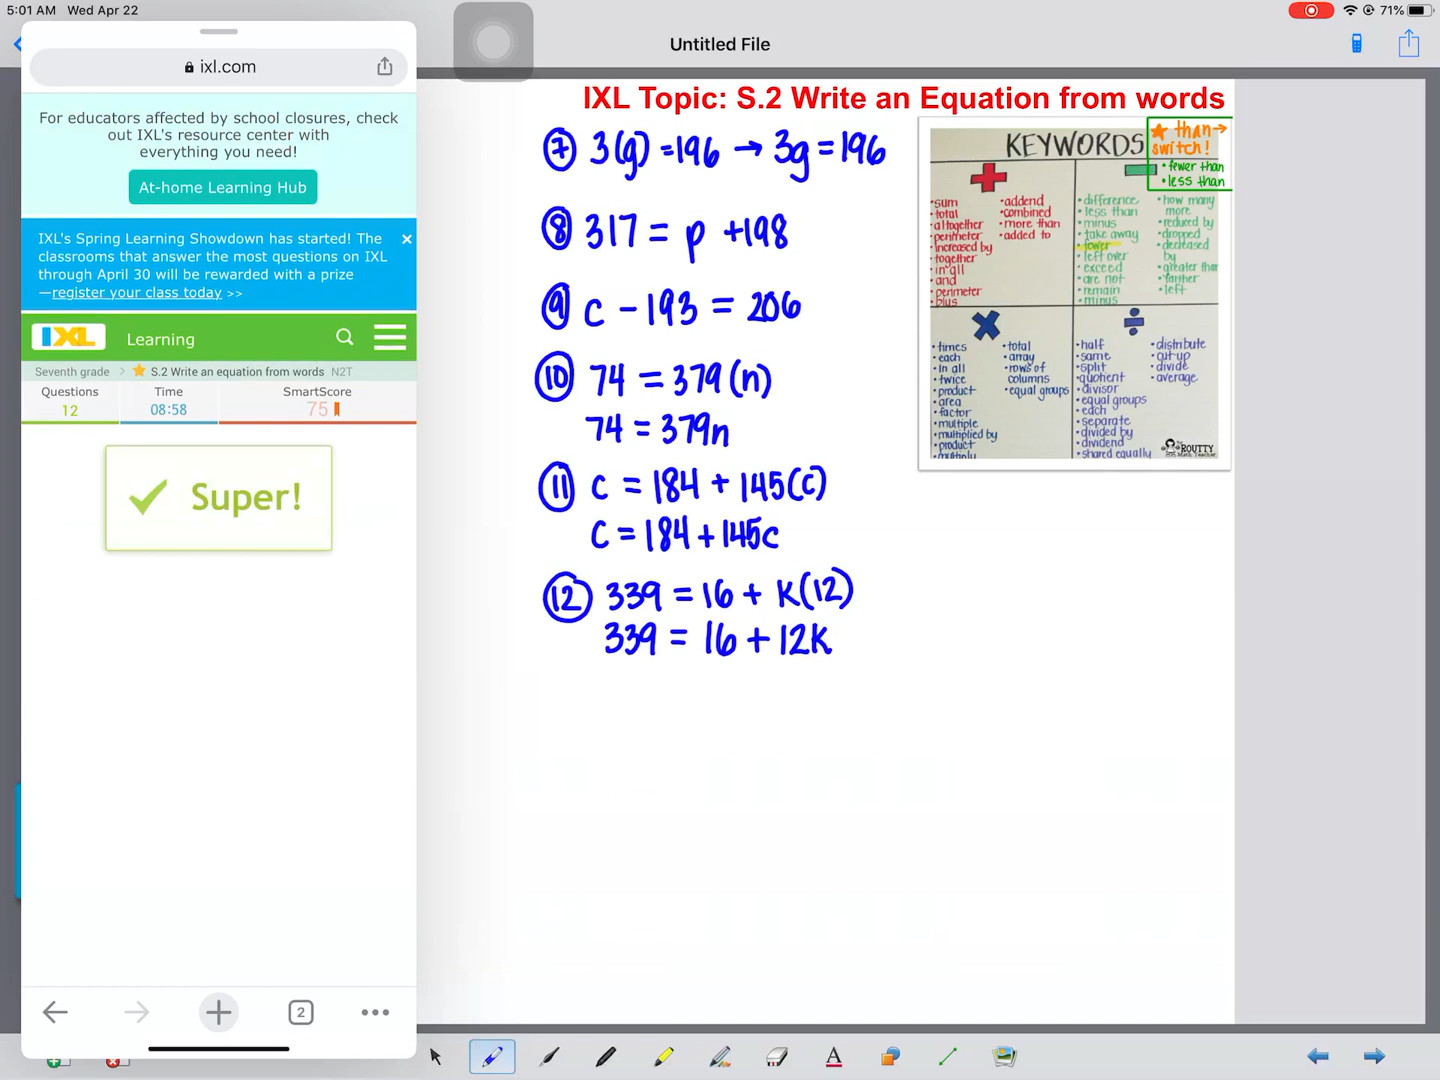 5:01 AM Wed Apr 22
71%
ixl.com
For educators affected by school closures, check
out IXL's resource center with
everything you need!
At-home Learning Hub
IXL's Spring Learning Showdown has started! The
classrooms that answer the most questions on IXL
through April 30 will be rewarded with a prize
—register your class today >>
IXL Learning
Seventh grade > S.2 Write an equation from words N2T
Questions Time SmartScore
12 08:58 75
Super!
2
Untitled File
IXL Topic: S.2 Write an Equation from words
⑦ 3(g) = 196 → 3g = 196
⑧ 317 = p + 198
⑨ c - 193 = 206
⑩ 74 = 379(n)
74 = 379n
⑪ c = 184 + 145(c)
c = 184 + 145c
⑫ 339 = 16 + k(12)
339 = 16 + 12k
KEYWORDS
★ than →
switch!
• fewer than
• less than
+
• sum
• total
• altogether
• perimeter
• increased by
• together
• in all
• and
• perimeter
• plus
• addend
• combined
• more than
• added to
• difference
• less than
• minus
• take away
• fewer
• left over
• exceed
• are not
• remain
• minus
• how many
more
• reduced by
• dropped
• decreased
by
• greater than
• farther
• left
×
• times
• each
• in all
• twice
• product
• area
• factor
• multiple
• multiplied by
• product
• multiply
• total
• array
• rows of
columns
• equal groups
÷
• half
• same
• split
• quotient
• divisor
• equal groups
• each
• separate
• divided by
• dividend
• shared equally
• distribute
• cut up
• divide
• average
ROUTTY
Math Teacher
A